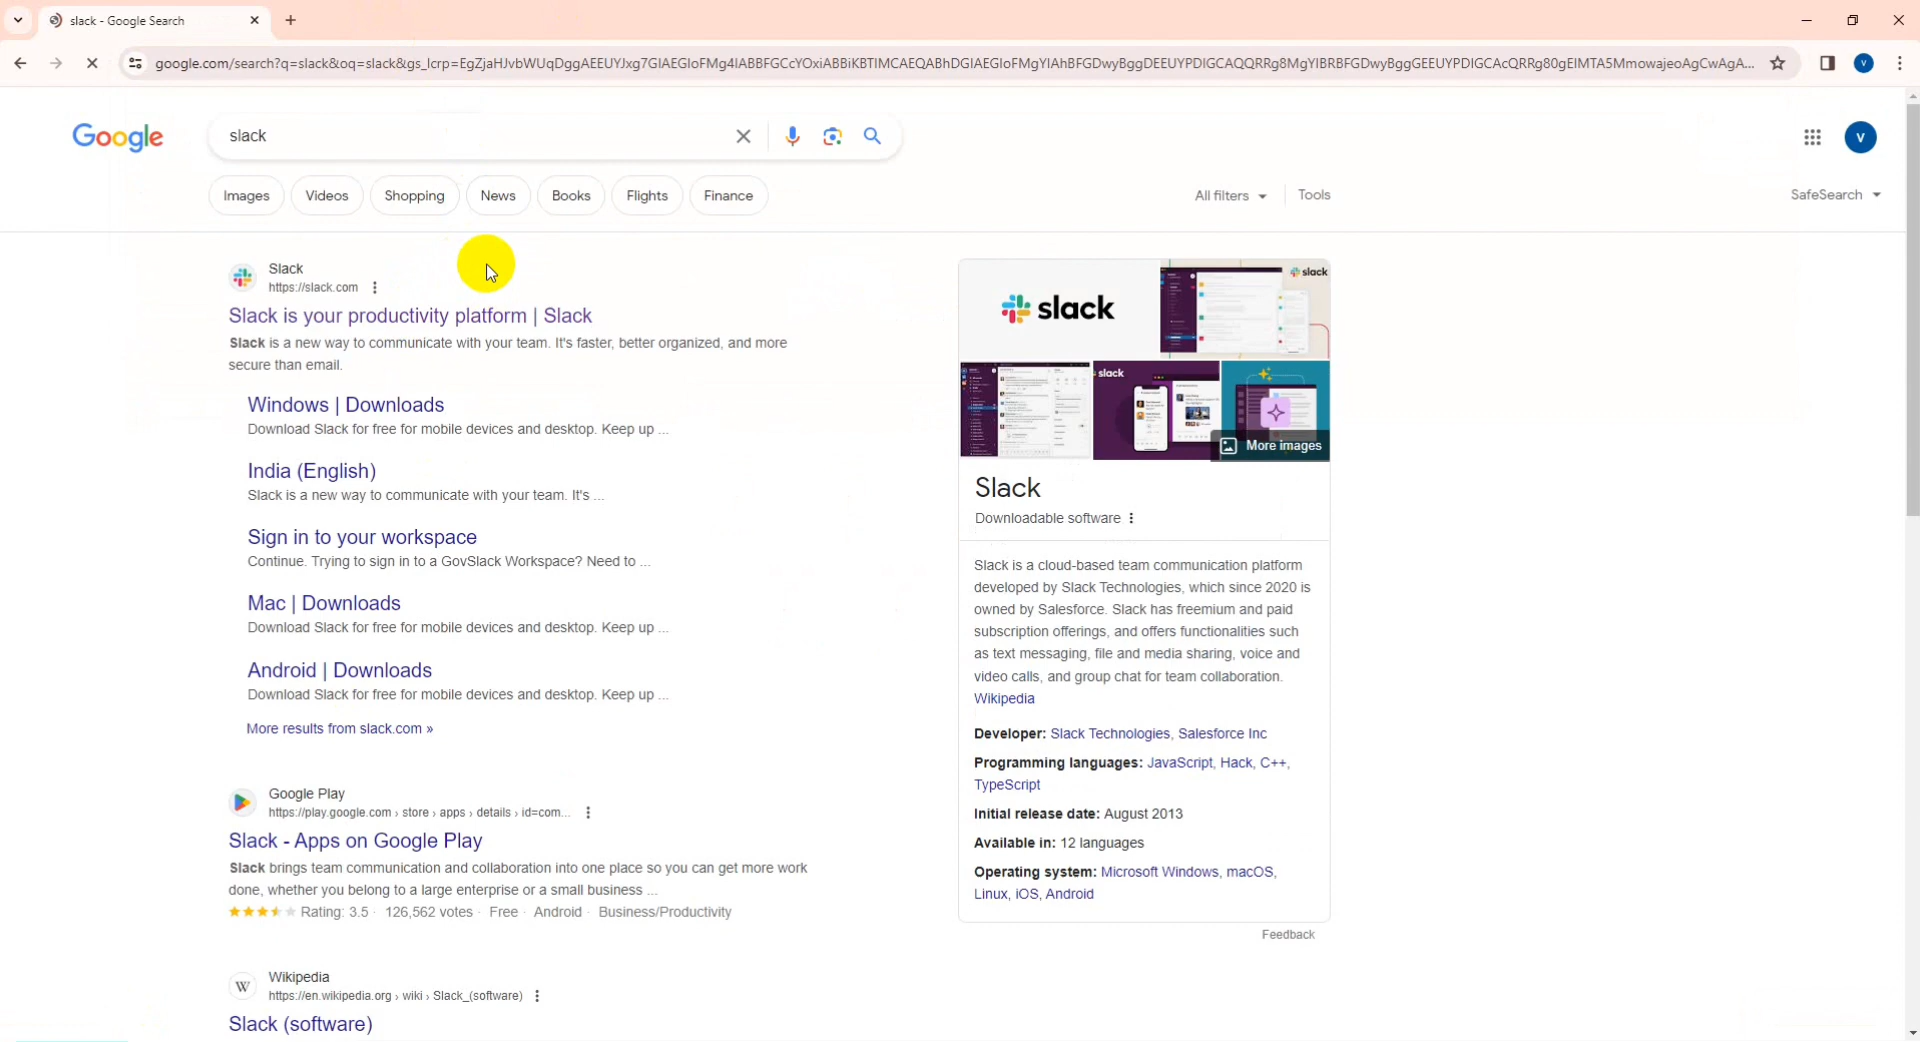 slack - Google Search
google.com/search?q=slack&oq=slack&gs_lcrp=EgZjaHJvbWUqDggAEEUYJxg7GIAEGIoFMg4IABBFGCcYOxiABBiKBTIMCAEQABhDGIAEGIoFMgYIAhBFGDwyBggDEEUYPDIGCAQQRRg8MgYIBRBFGDwyBggGEEUYPDIGCAcQRRg80gEIMTA5MmowajeoAgCwAgA...
V
Google
slack
V
Images
Videos
Shopping
News
Books
Flights
Finance
All filters
Tools
SafeSearch
Slack
https://slack.com
Slack is your productivity platform | Slack
Slack is a new way to communicate with your team. It's faster, better organized, and more
secure than email.
Windows | Downloads
Download Slack for free for mobile devices and desktop. Keep up ...
India (English)
Slack is a new way to communicate with your team. It's ...
Sign in to your workspace
Continue. Trying to sign in to a GovSlack Workspace? Need to ...
Mac | Downloads
Download Slack for free for mobile devices and desktop. Keep up ...
Android | Downloads
Download Slack for free for mobile devices and desktop. Keep up ...
More results from slack.com »
Google Play
https://play.google.com › store › apps › details › id=com...
Slack - Apps on Google Play
Slack brings team communication and collaboration into one place so you can get more work
done, whether you belong to a large enterprise or a small business ...
Rating: 3.5 · 126,562 votes · Free · Android · Business/Productivity
W
Wikipedia
https://en.wikipedia.org › wiki › Slack_(software)
Slack (software)
slack
slack
slack
More images
Slack
Downloadable software
Slack is a cloud-based team communication platform
developed by Slack Technologies, which since 2020 is
owned by Salesforce. Slack has freemium and paid
subscription offerings, and offers functionalities such
as text messaging, file and media sharing, voice and
video calls, and group chat for team collaboration.
Wikipedia
Developer: Slack Technologies, Salesforce Inc
Programming languages: JavaScript, Hack, C++,
TypeScript
Initial release date: August 2013
Available in: 12 languages
Operating system: Microsoft Windows, macOS,
Linux, iOS, Android
Feedback